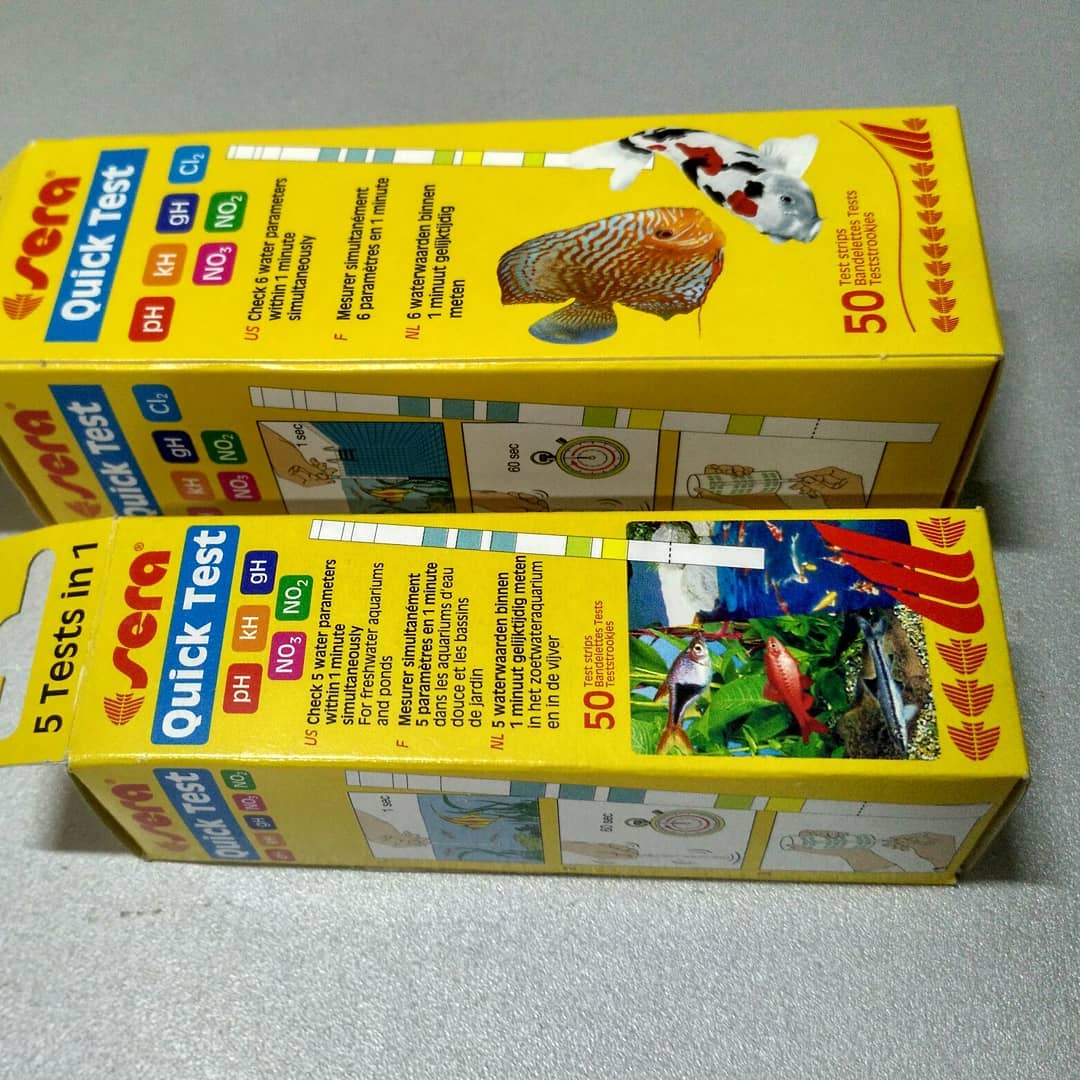 sera®
Quick Test
pH kH gH Cl₂
NO₃ NO₂
US Check 6 water parameters
within 1 minute
simultaneously
F Mesurer simultanément
6 paramètres en 1 minute
NL 6 waterwaarden binnen
1 minuut gelijktijdig
meten
50 Test strips
Bandelettes Tests
Teststrookjes
sera®
Quick Test
kH gH Cl₂
NO₃ NO₂
1 sec
60 sec
5 Tests in 1
sera®
Quick Test
pH kH gH
NO₃ NO₂
US Check 5 water parameters
within 1 minute
simultaneously
For freshwater aquariums
and ponds
F Mesurer simultanément
5 paramètres en 1 minute
dans les aquariums d'eau
douce et les bassins
de jardin
NL 5 waterwaarden binnen
1 minuut gelijktijdig meten
in het zoetwateraquarium
en in de vijver
50 Test strips
Bandelettes Tests
Teststrookjes
sera®
Quick Test
pH kH gH NO₃ NO₂
1 sec
60 sec